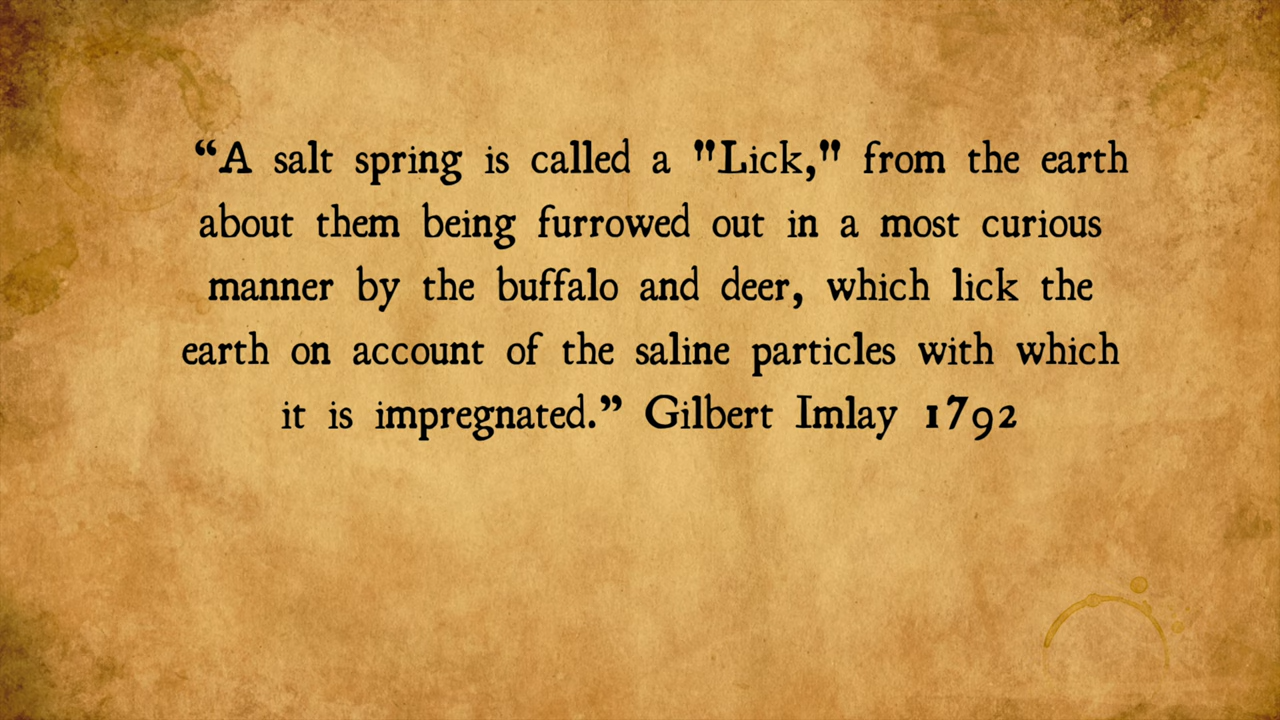 “A salt spring is called a "Lick," from the earth
about them being furrowed out in a most curious
manner by the buffalo and deer, which lick the
earth on account of the saline particles with which
it is impregnated.” Gilbert Imlay 1792